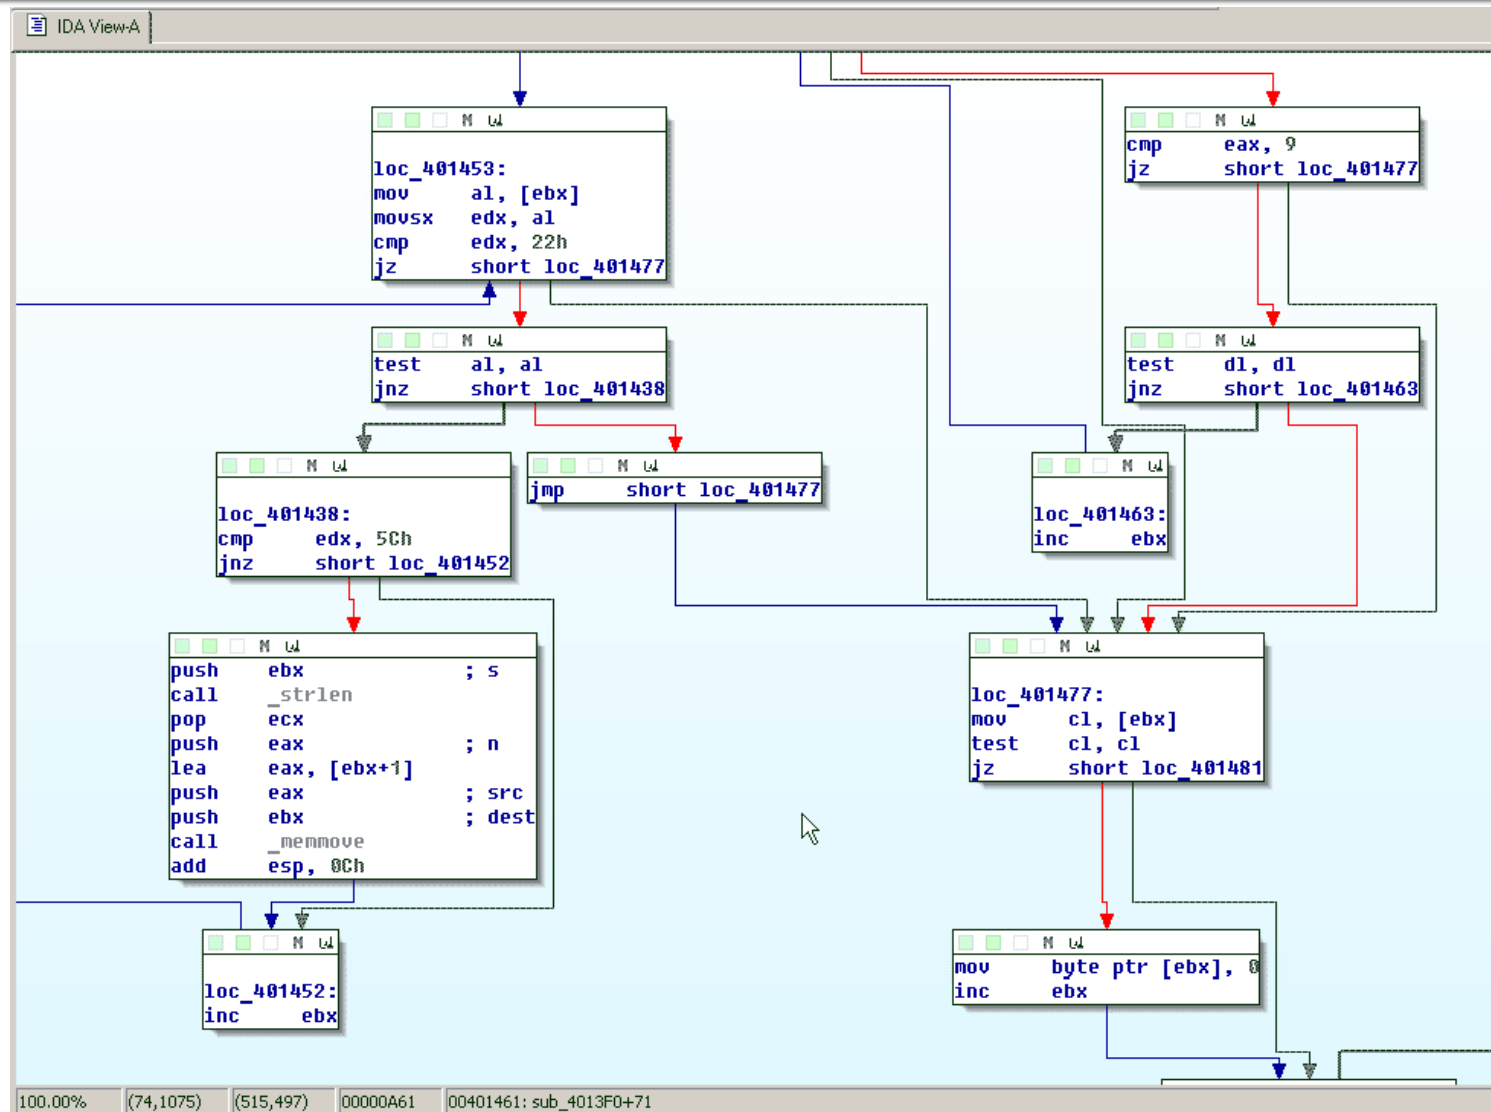 IDA View-A
loc_401453:
mov al, [ebx]
movsx edx, al
cmp edx, 22h
jz short loc_401477
test al, al
jnz short loc_401438
loc_401438:
cmp edx, 5Ch
jnz short loc_401452
jmp short loc_401477
push ebx ; s
call _strlen
pop ecx
push eax ; n
lea eax, [ebx+1]
push eax ; src
push ebx ; dest
call _memmove
add esp, 0Ch
loc_401452:
inc ebx
cmp eax, 9
jz short loc_401477
test dl, dl
jnz short loc_401463
loc_401463:
inc ebx
loc_401477:
mov cl, [ebx]
test cl, cl
jz short loc_401481
mov byte ptr [ebx], 0
inc ebx
100.00% (74,1075) (515,497) 00000A61 00401461: sub_4013F0+71